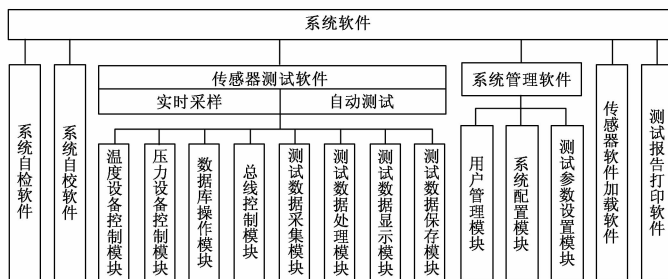 系统软件
系统自检软件
系统自校软件
传感器测试软件
实时采样
自动测试
温度设备控制模块
压力设备控制模块
数据库操作模块
总线控制模块
测试数据采集模块
测试数据处理模块
测试数据显示模块
测试数据保存模块
系统管理软件
用户管理模块
系统配置模块
测试参数设置模块
传感器软件加载软件
测试报告打印软件